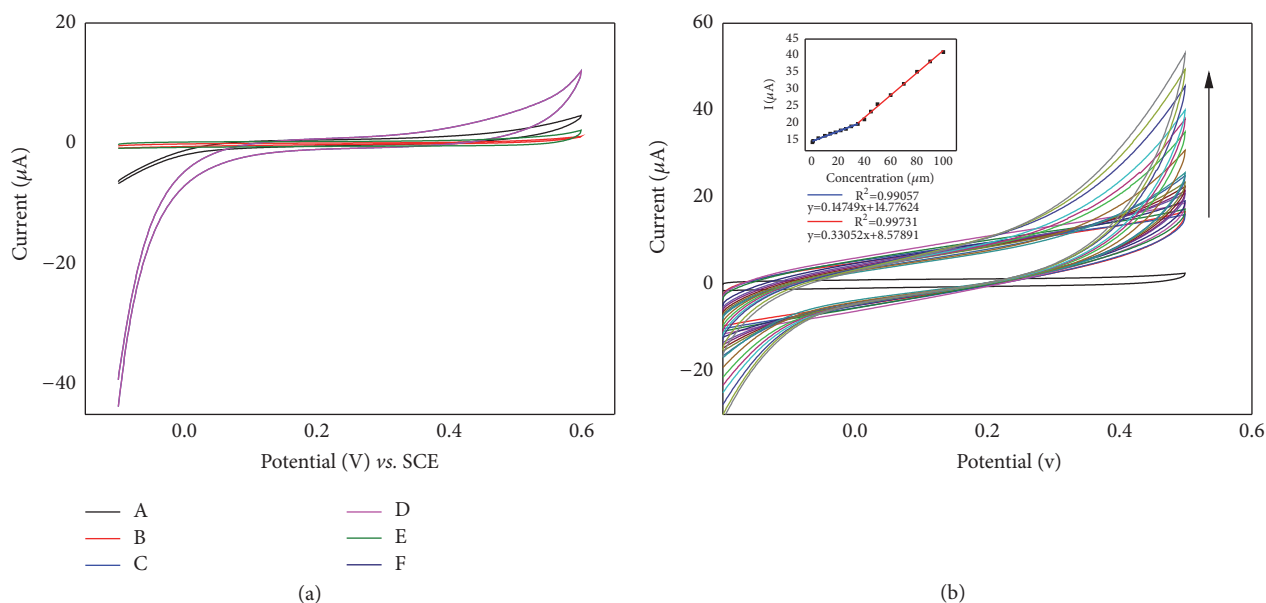 20
0
−20
−40
Current (μA)
0.0 0.2 0.4 0.6
Potential (V) vs. SCE
A
B
C
D
E
F
(a)
60
40
20
0
−20
Current (μA)
0.0 0.2 0.4 0.6
Potential (v)
45
40
35
30
25
20
15
I (μA)
0 20 40 60 80 100
Concentration (μm)
R²=0.99057
y=0.14749x+14.77624
R²=0.99731
y=0.33052x+8.57891
(b)